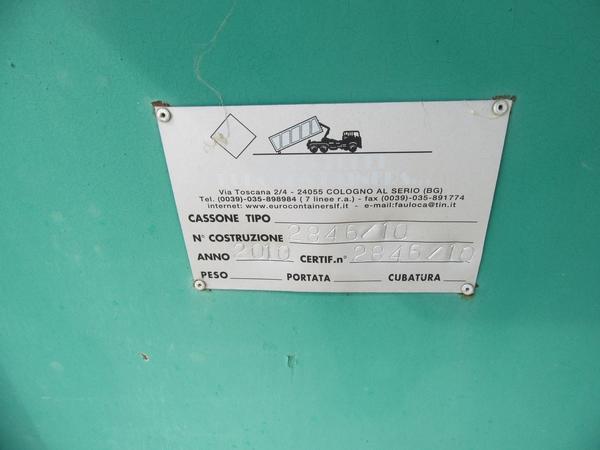 Via Toscana 2/4 - 24055 COLOGNO AL SERIO (BG)
Tel. (0039)-035-898984 ( 7 linee r.a.) - fax (0039)-035-891774
internet: www.eurocontainerslf.it - e-mail:fauloca@tin.it
CASSONE TIPO
N° COSTRUZIONE 2846/10
ANNO 2010 CERTIF.n° 2846/10
PESO PORTATA CUBATURA